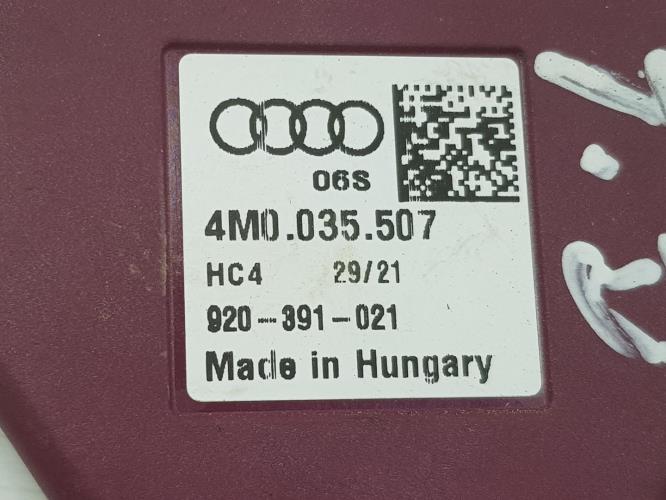 06S
4M0.035.507
HC4 29/21
920-391-021
Made in Hungary